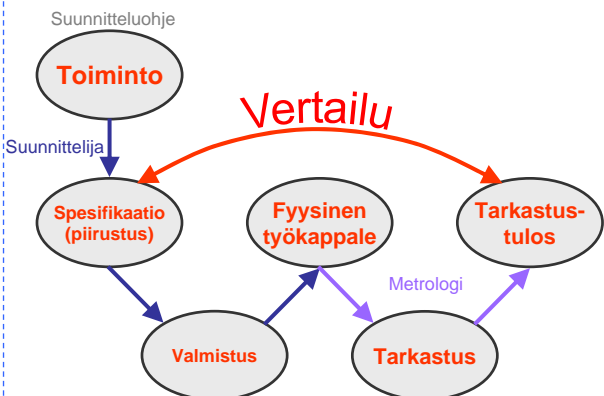 Suunnitteluohje
Toiminto
Vertailu
Suunnittelija
Spesifikaatio
(piirustus)
Fyysinen
työkappale
Tarkastus-
tulos
Metrologi
Valmistus
Tarkastus